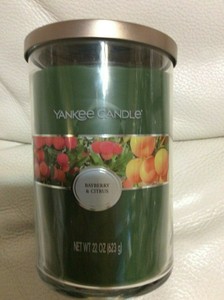 YANKEE CANDLE
BAYBERRY
& CITRUS
NET WT 22 OZ (623 g)